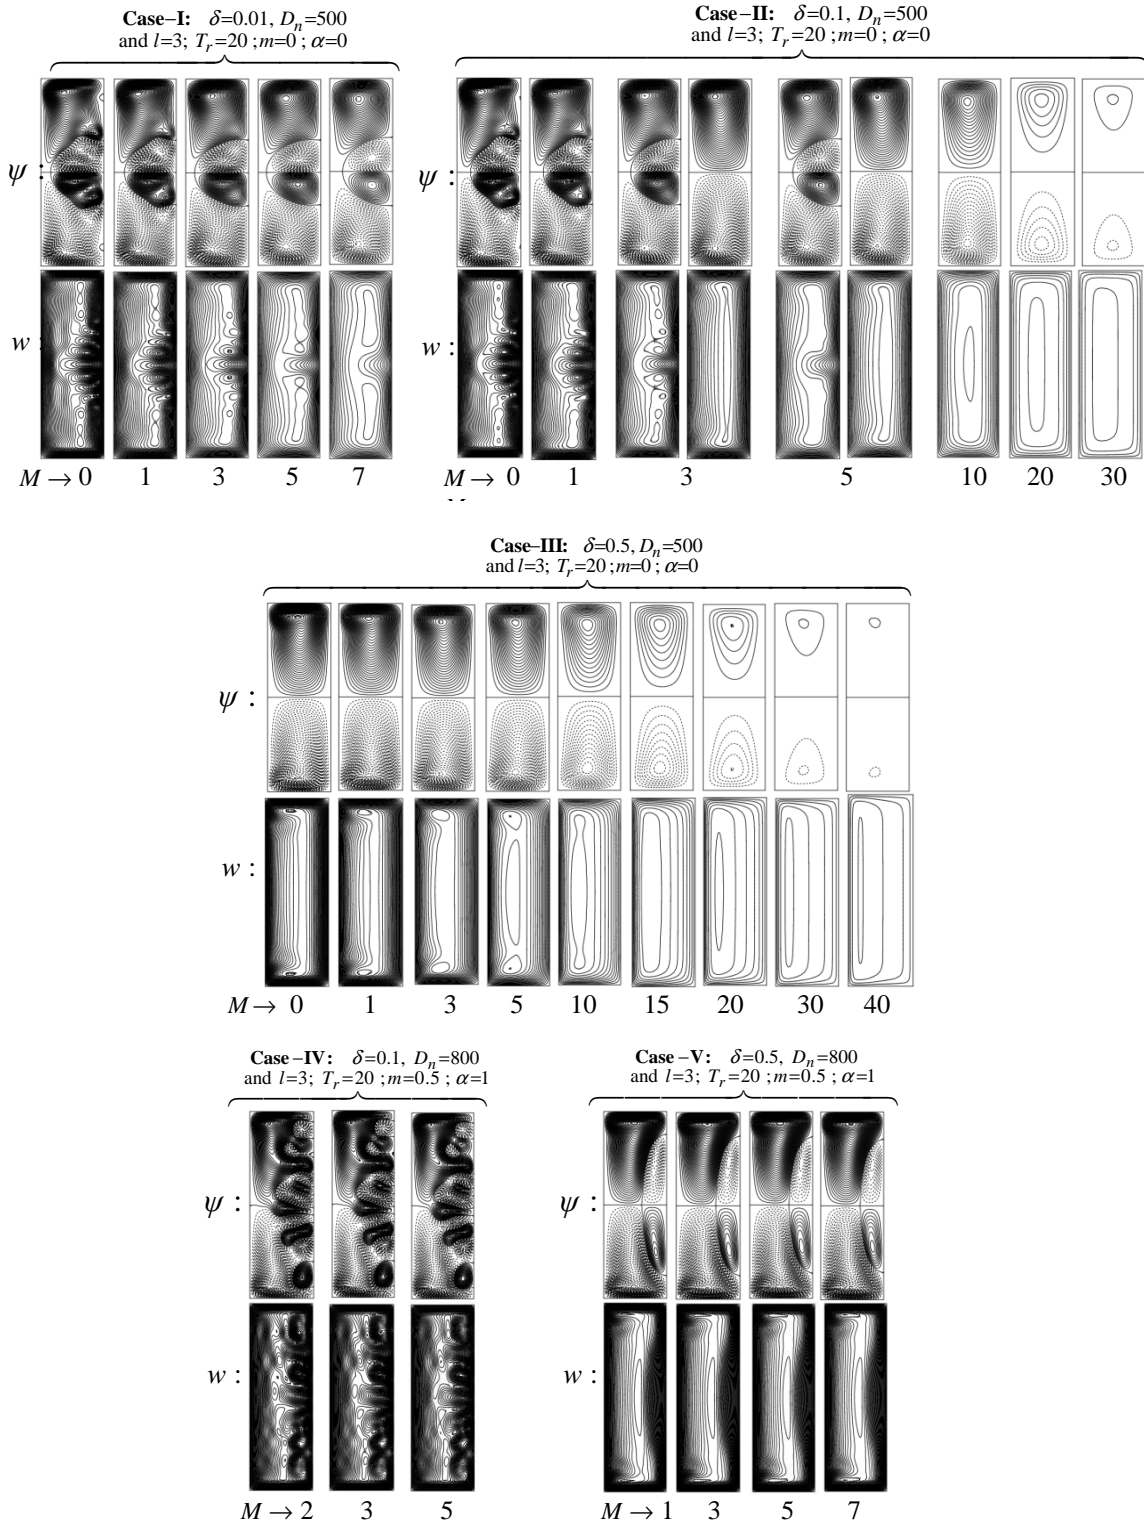 Case–I: δ=0.01, Dₙ=500
and l=3; Tᵣ=20 ;m=0 ; α=0
ψ :
w :
M → 0 1 3 5 7
Case–II: δ=0.1, Dₙ=500
and l=3; Tᵣ=20 ;m=0 ; α=0
ψ :
w :
M → 0 1 3 5 10 20 30
Case–III: δ=0.5, Dₙ=500
and l=3; Tᵣ=20 ;m=0 ; α=0
ψ :
w :
M → 0 1 3 5 10 15 20 30 40
Case–IV: δ=0.1, Dₙ=800
and l=3; Tᵣ=20 ;m=0.5 ; α=1
ψ :
w :
M → 2 3 5
Case–V: δ=0.5, Dₙ=800
and l=3; Tᵣ=20 ;m=0.5 ; α=1
ψ :
w :
M → 1 3 5 7